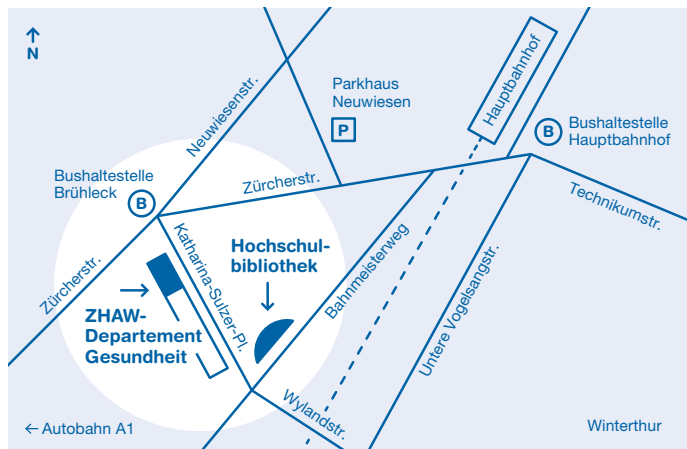 N
Neuwiesenstr.
Parkhaus
Neuwiesen
P
Hauptbahnhof
B
Bushaltestelle
Hauptbahnhof
Bushaltestelle
Brühleck
B
Zürcherstr.
Technikumstr.
Zürcherstr.
Katharina-Sulzer-Pl.
Hochschul-
bibliothek
Bahnmeisterweg
Untere Vogelsangstr.
ZHAW-
Departement
Gesundheit
Wylandstr.
← Autobahn A1
Winterthur